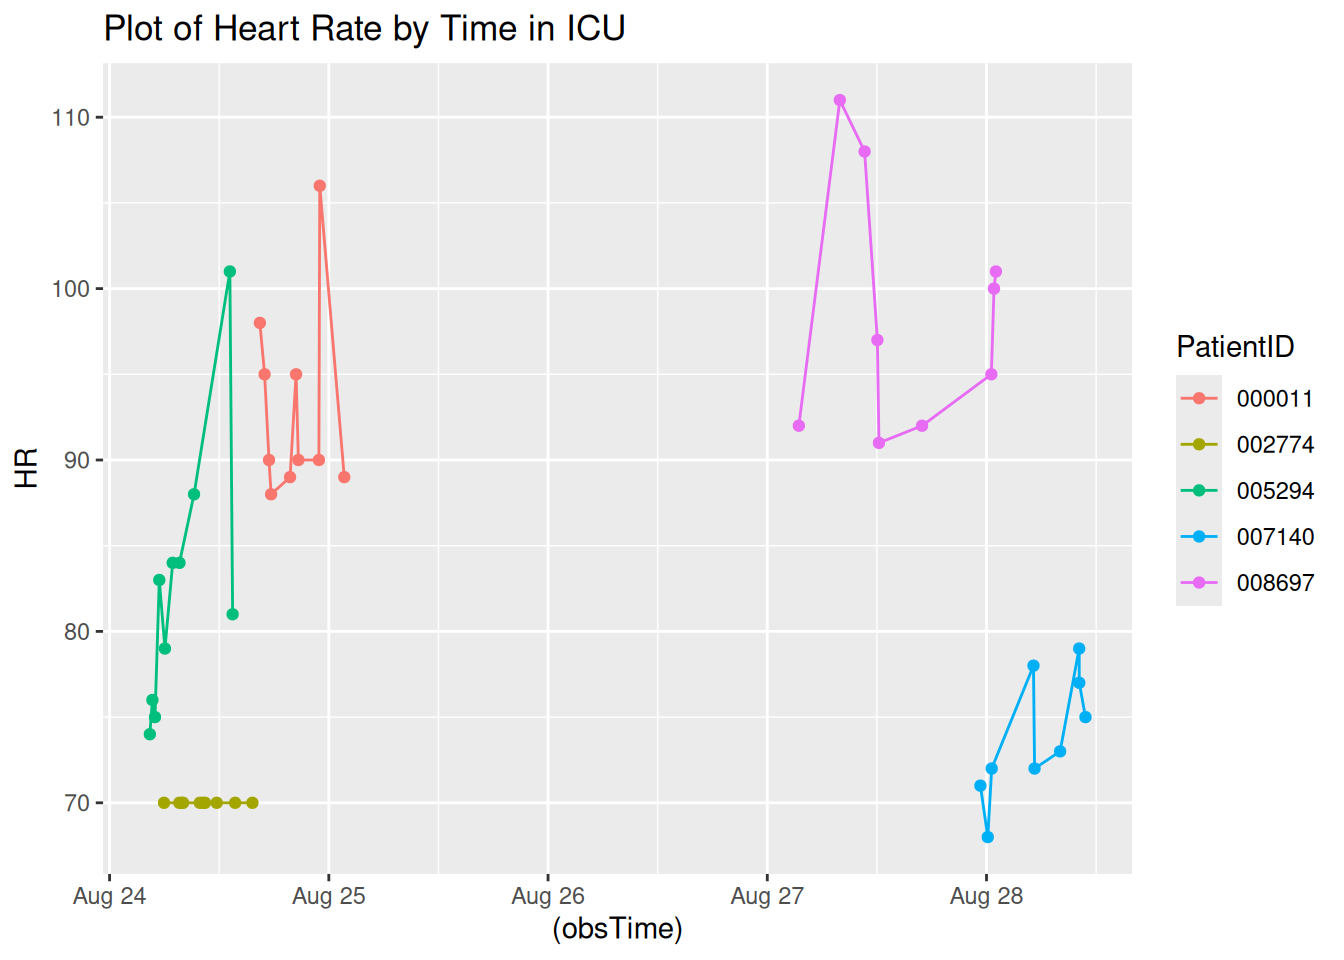 Plot of Heart Rate by Time in ICU
110
100
90
80
70
HR
Aug 24 Aug 25 Aug 26 Aug 27 Aug 28
(obsTime)
PatientID
000011
002774
005294
007140
008697